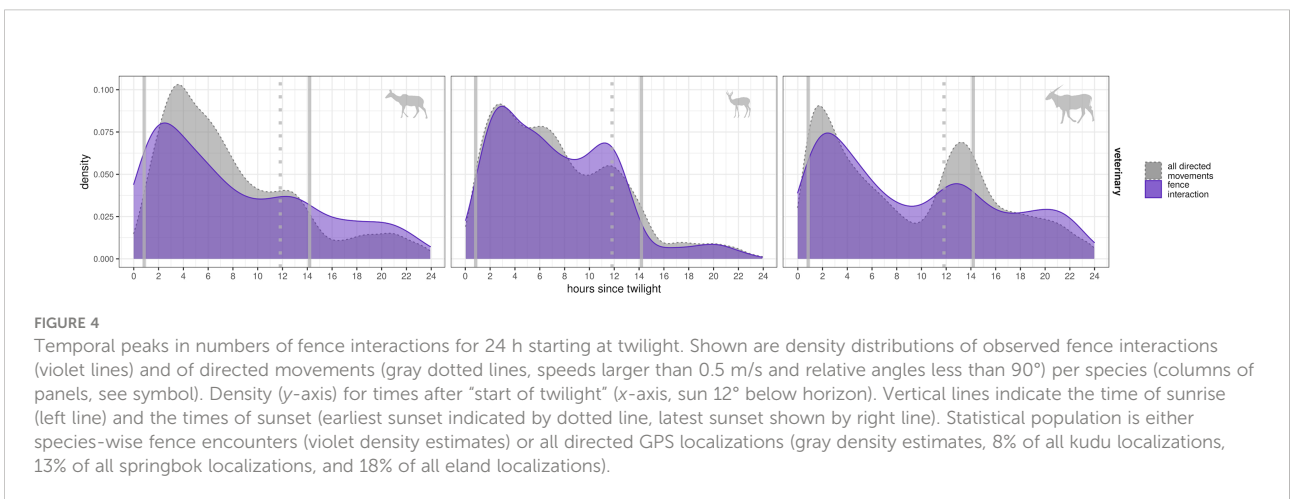 0.100
0.075
0.050
0.025
0.000
density
0 2 4 6 8 10 12 14 16 18 20 22 24
0 2 4 6 8 10 12 14 16 18 20 22 24
0 2 4 6 8 10 12 14 16 18 20 22 24
hours since twilight
veterinary
all directed
movements
fence
interaction
FIGURE 4
Temporal peaks in numbers of fence interactions for 24 h starting at twilight. Shown are density distributions of observed fence interactions
(violet lines) and of directed movements (gray dotted lines, speeds larger than 0.5 m/s and relative angles less than 90°) per species (columns of
panels, see symbol). Density (y-axis) for times after “start of twilight” (x-axis, sun 12° below horizon). Vertical lines indicate the time of sunrise
(left line) and the times of sunset (earliest sunset indicated by dotted line, latest sunset shown by right line). Statistical population is either
species-wise fence encounters (violet density estimates) or all directed GPS localizations (gray density estimates, 8% of all kudu localizations,
13% of all springbok localizations, and 18% of all eland localizations).